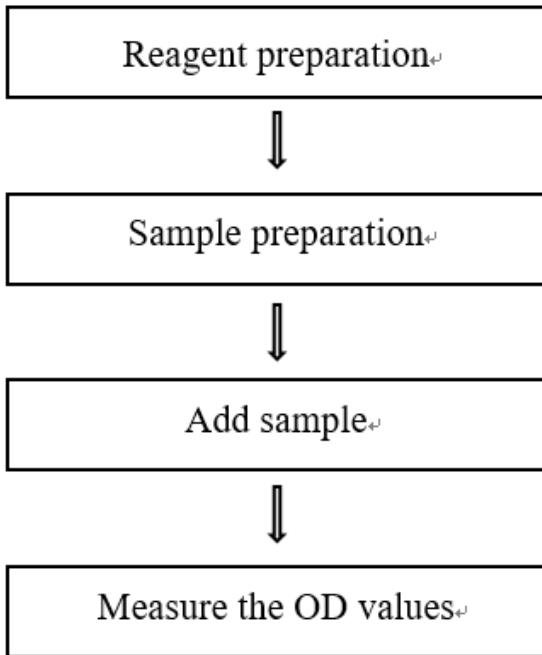 Reagent preparation
Sample preparation
Add sample
Measure the OD values